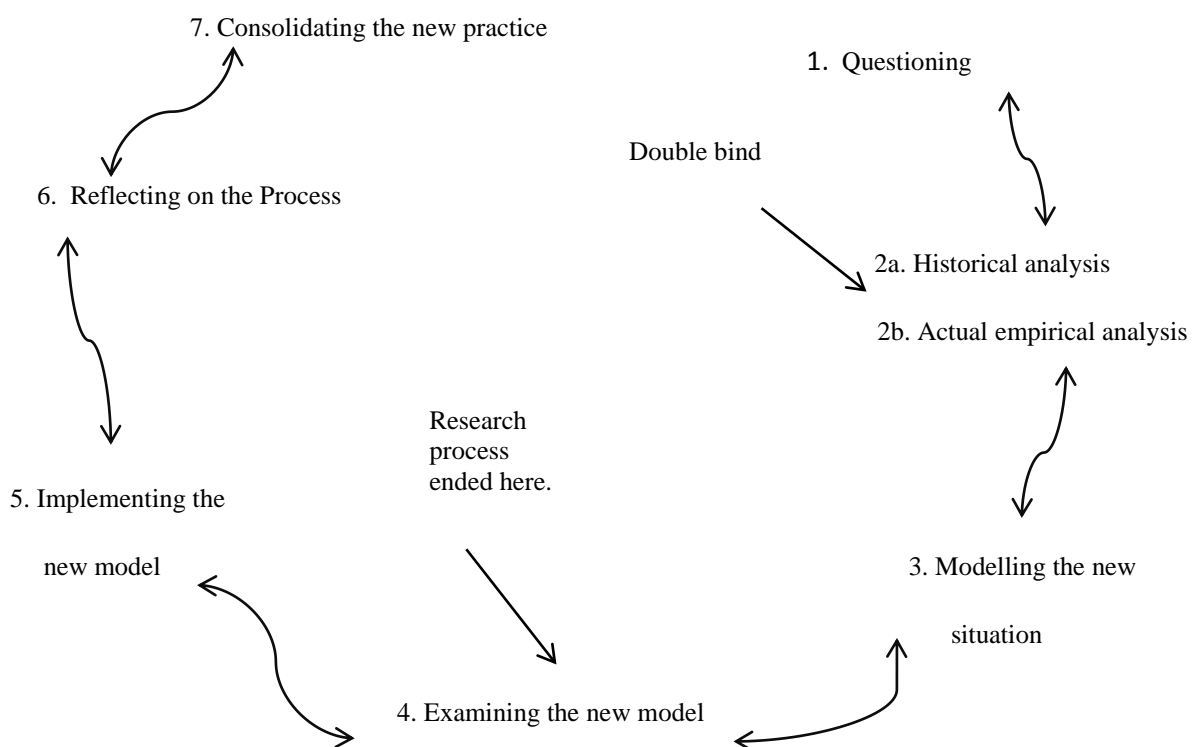 7. Consolidating the new practice
1. Questioning
Double bind
6. Reflecting on the Process
2a. Historical analysis
2b. Actual empirical analysis
Research
process
ended here.
5. Implementing the
new model
3. Modelling the new
situation
4. Examining the new model